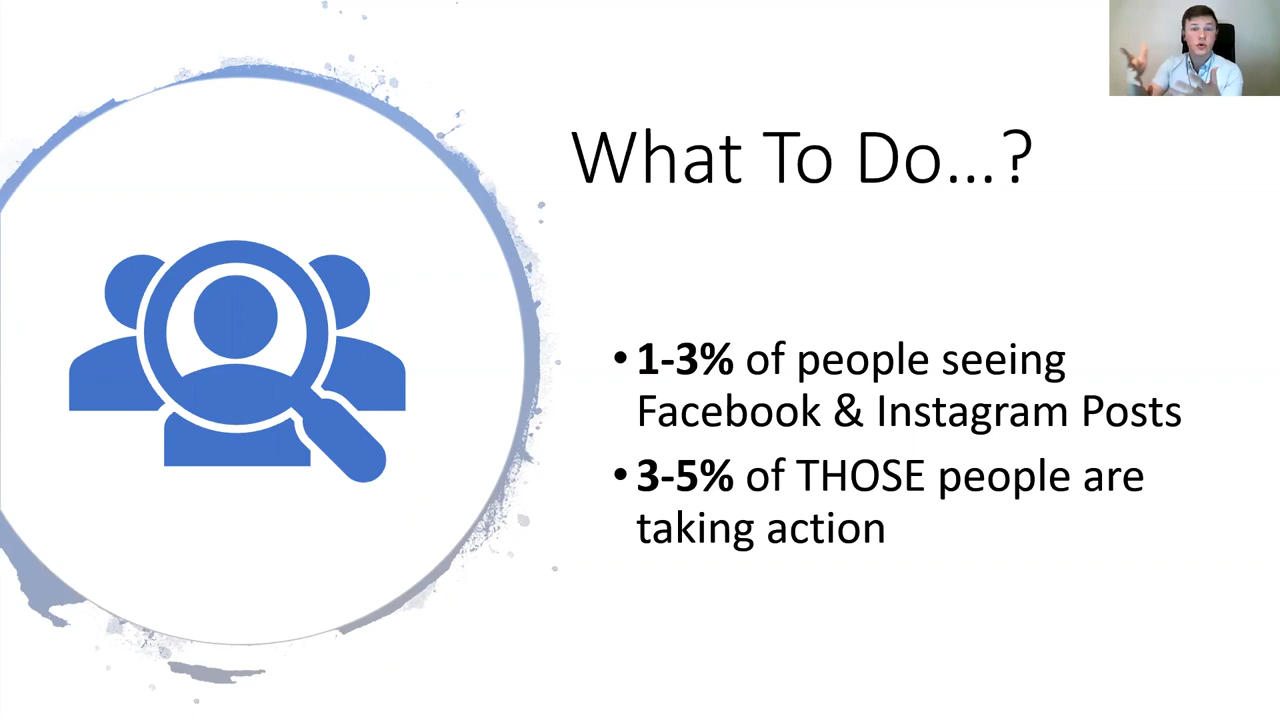 What To Do...?
• 1-3% of people seeing
Facebook & Instagram Posts
• 3-5% of THOSE people are
taking action